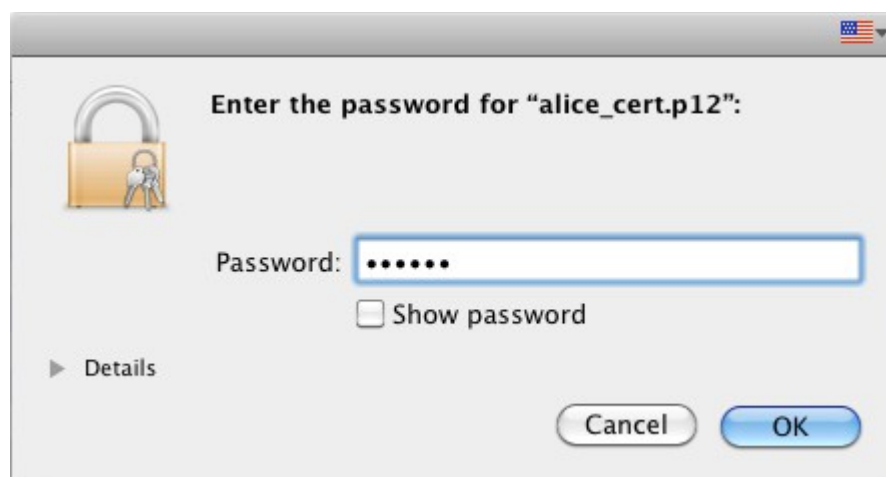 Enter the password for “alice_cert.p12”:
Password: ••••••
Show password
Details
Cancel OK